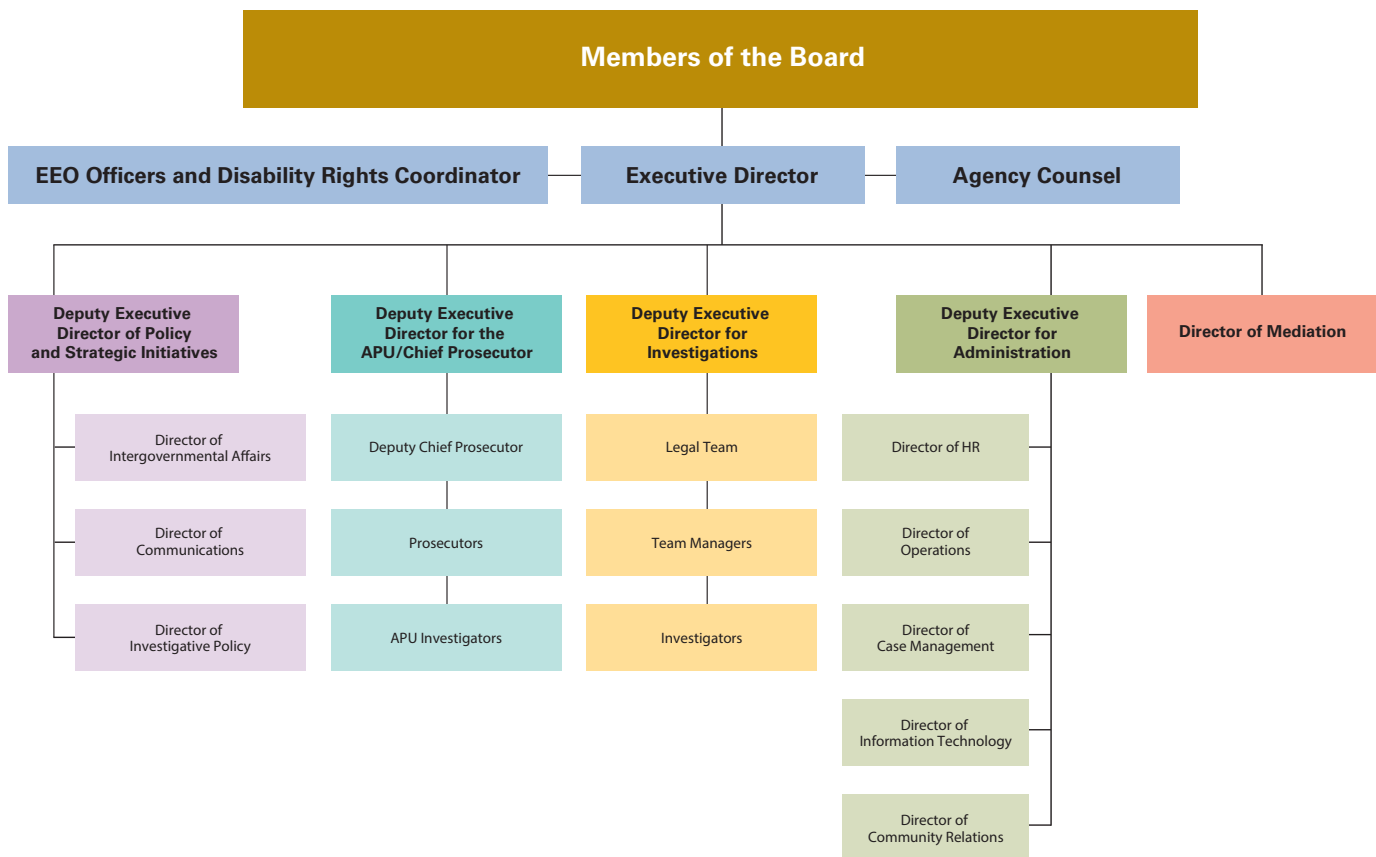 Members of the Board
EEO Officers and Disability Rights Coordinator
Executive Director
Agency Counsel
Deputy Executive
Director of Policy
and Strategic Initiatives
Deputy Executive
Director for the
APU/Chief Prosecutor
Deputy Executive
Director for
Investigations
Deputy Executive
Director for
Administration
Director of Mediation
Director of
Intergovernmental Affairs
Deputy Chief Prosecutor
Legal Team
Director of HR
Director of
Communications
Prosecutors
Team Managers
Director of
Operations
Director of
Investigative Policy
APU Investigators
Investigators
Director of
Case Management
Director of
Information Technology
Director of
Community Relations